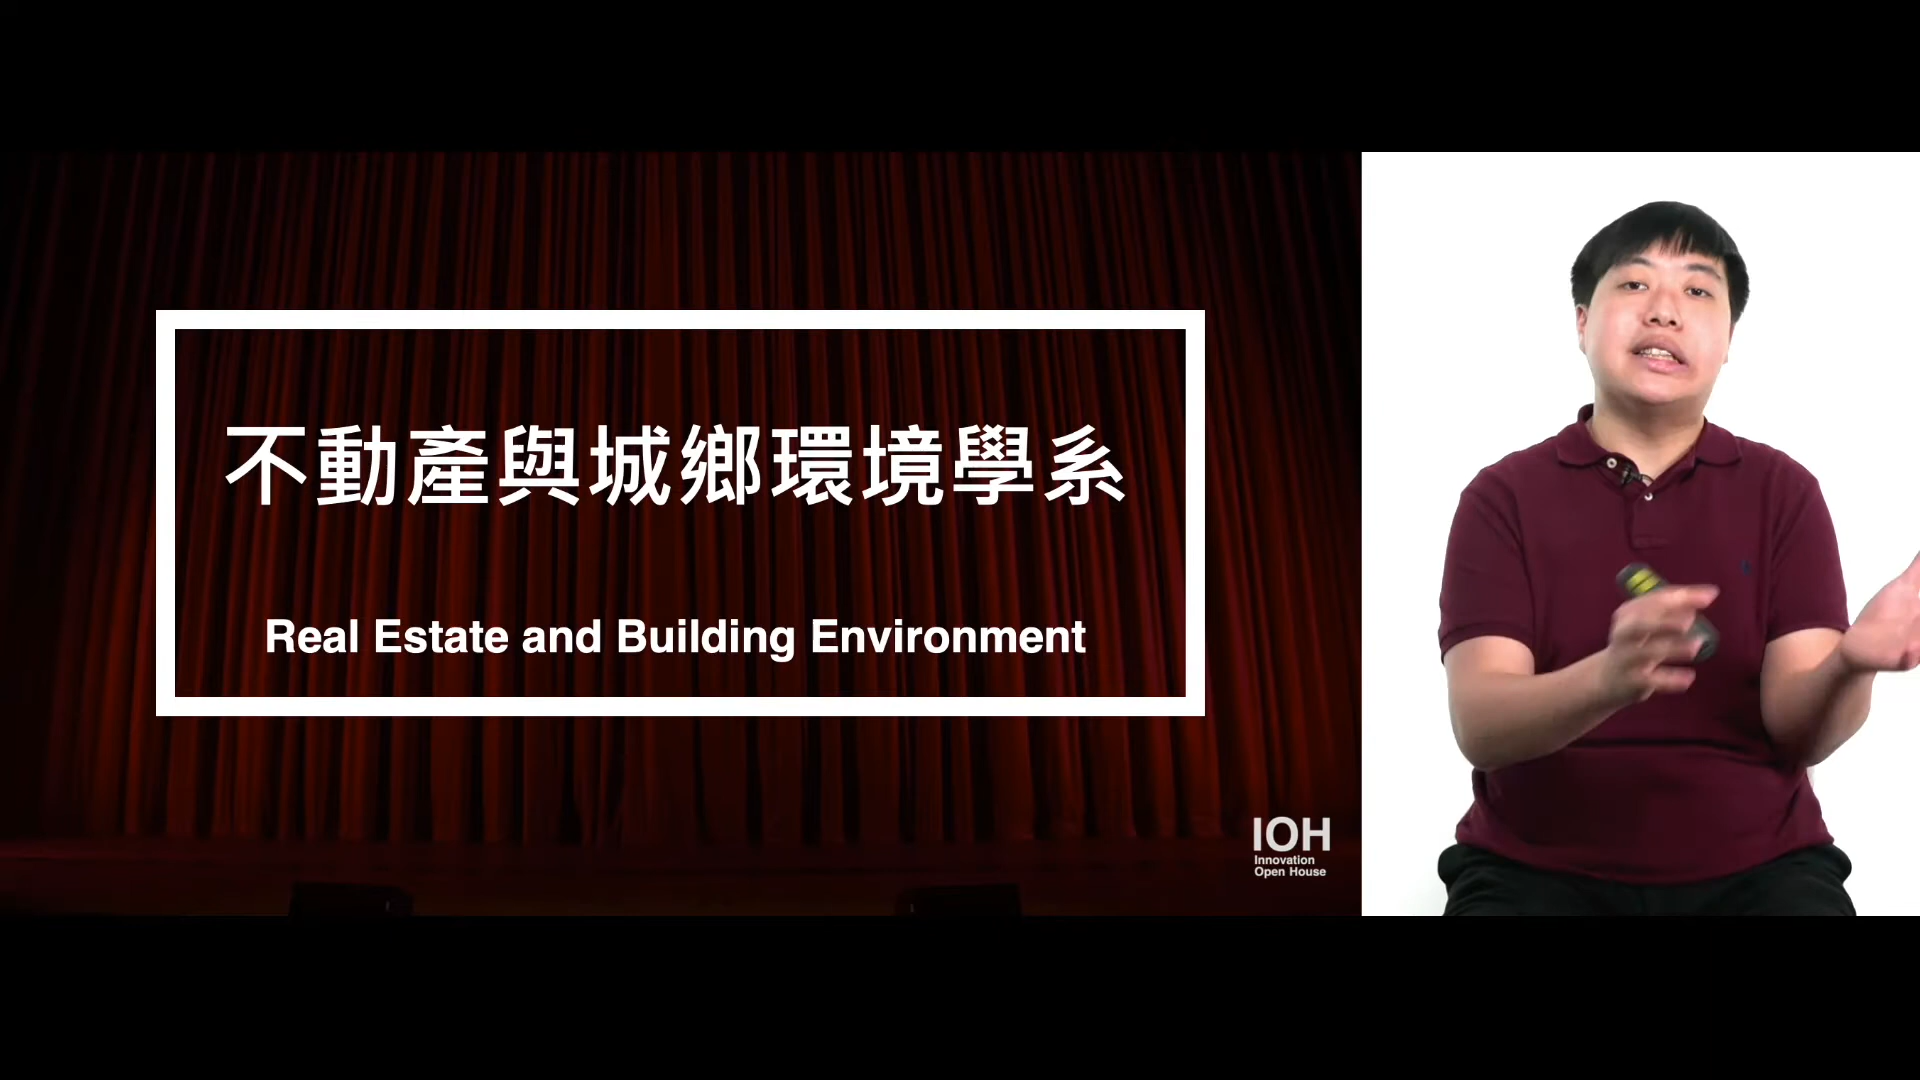 不動產與城鄉環境學系
Real Estate and Building Environment
IOH
Innovation
Open House